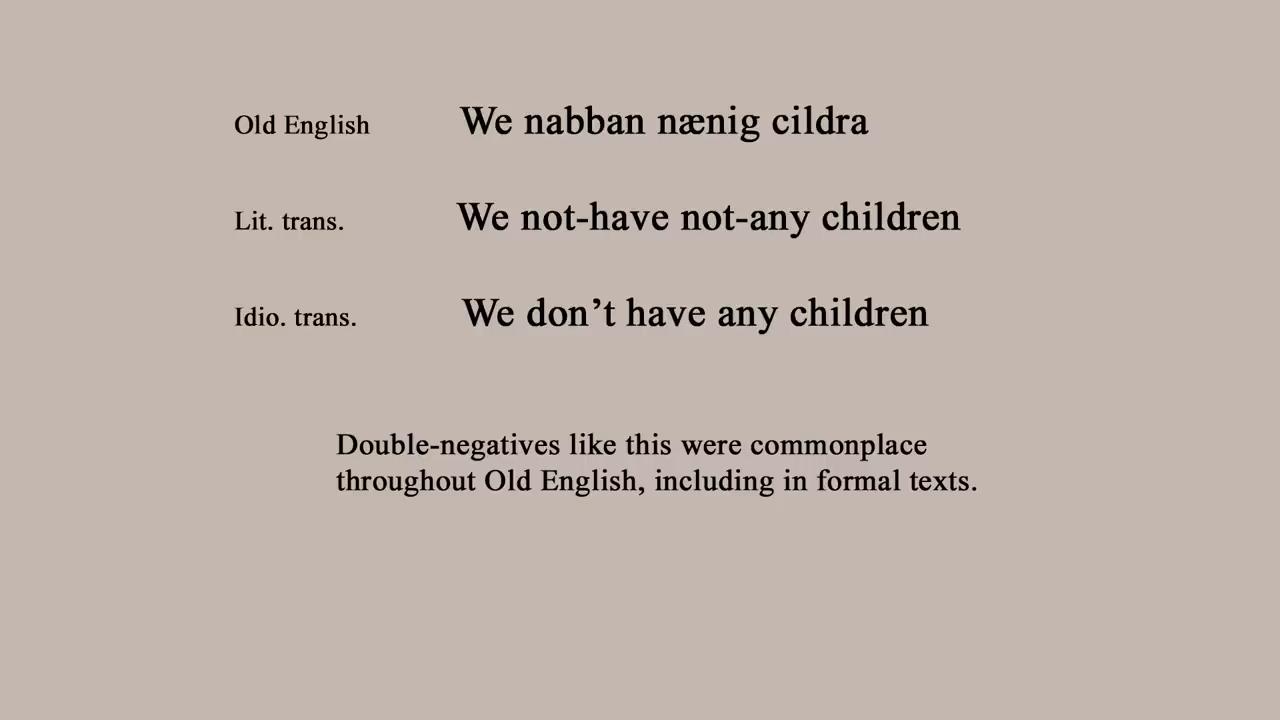 Old English We nabban nænig cildra
Lit. trans. We not-have not-any children
Idio. trans. We don’t have any children
Double-negatives like this were commonplace
throughout Old English, including in formal texts.